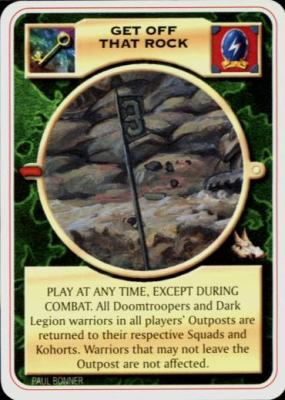 GET OFF
THAT ROCK
3
PLAY AT ANY TIME, EXCEPT DURING
COMBAT. All Doomtroopers and Dark
Legion warriors in all players' Outposts are
returned to their respective Squads and
Kohorts. Warriors that may not leave the
Outpost are not affected.
PAUL BONNER